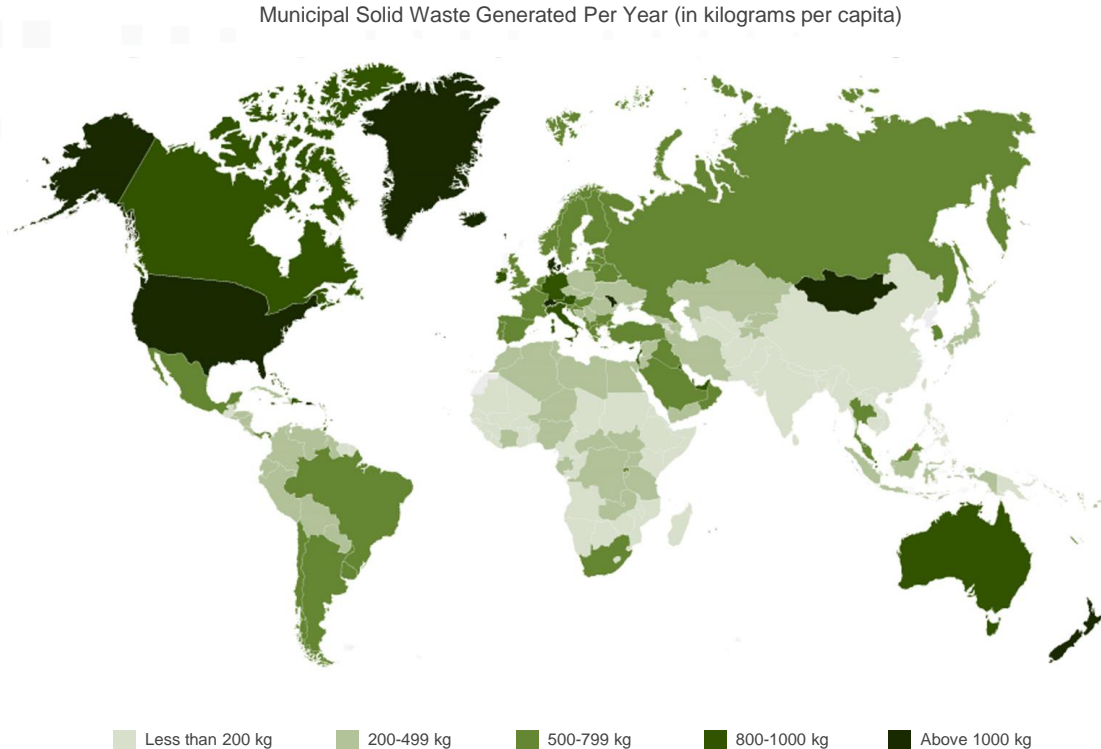 Municipal Solid Waste Generated Per Year (in kilograms per capita)
Less than 200 kg 200-499 kg 500-799 kg 800-1000 kg Above 1000 kg